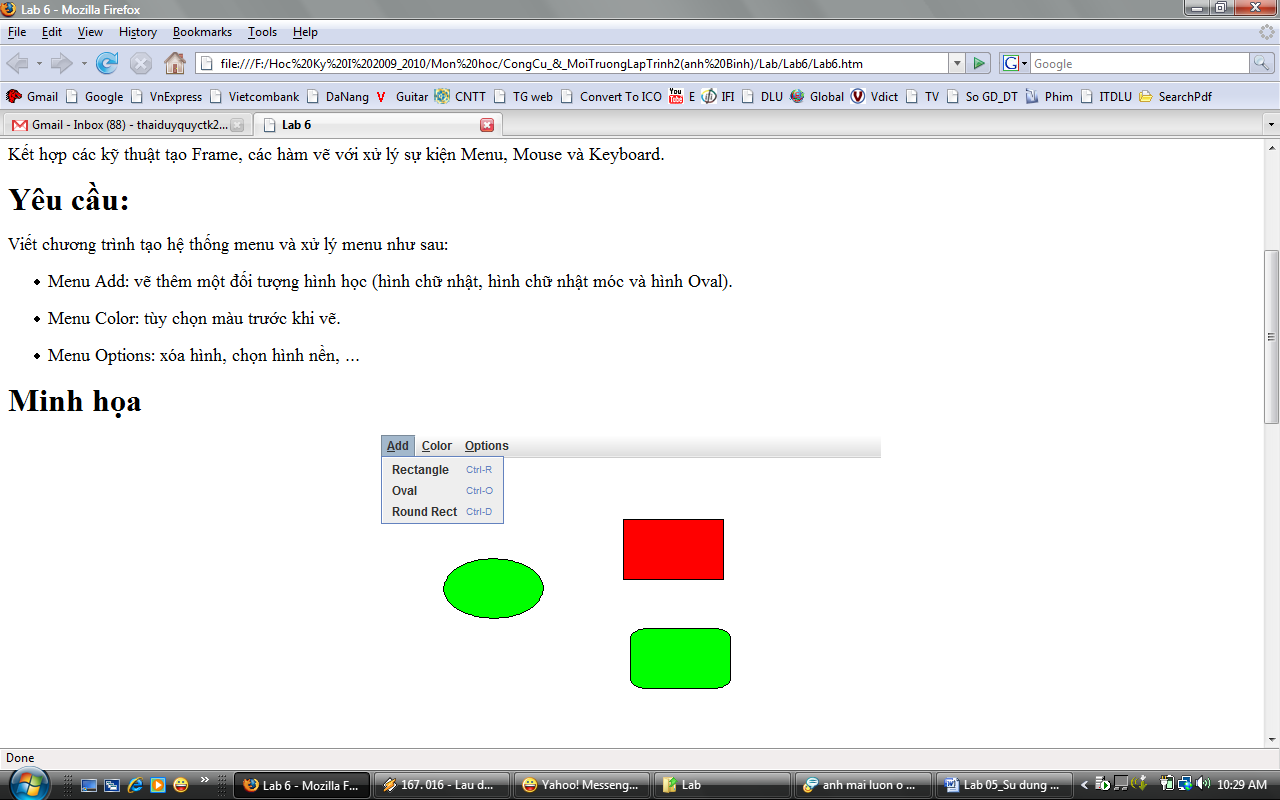 Lab 6 - Mozilla Firefox
File Edit View History Bookmarks Tools Help
file:///F:/Hoc%20Ky%20I%202009_2010/Mon%20hoc/CongCu_&_MoiTruongLapTrinh2(anh%20Binh)/Lab/Lab6/Lab6.htm
G Google
Gmail Google VnExpress Vietcombank DaNang V Guitar CNTT TG web Convert To ICO You Tube E IFI DLU Global Vdict TV So GD_DT Phim ITDLU SearchPdf
Gmail - Inbox (88) - thaiduyquyctk2... Lab 6
Kết hợp các kỹ thuật tạo Frame, các hàm vẽ với xử lý sự kiện Menu, Mouse và Keyboard.
Yêu cầu:
Viết chương trình tạo hệ thống menu và xử lý menu như sau:
• Menu Add: vẽ thêm một đối tượng hình học (hình chữ nhật, hình chữ nhật móc và hình Oval).
• Menu Color: tùy chọn màu trước khi vẽ.
• Menu Options: xóa hình, chọn hình nền, ...
Minh họa
Add Color Options
Rectangle Ctrl-R
Oval Ctrl-O
Round Rect Ctrl-D
Done
Lab 6 - Mozilla F... 167. 016 - Lau d... Yahoo! Messeng... Lab anh mai luon o ... Lab 05_Su dung ... 10:29 AM